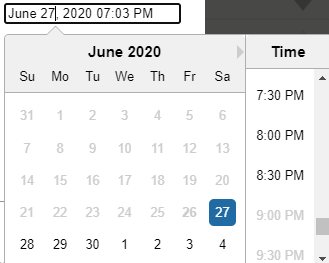 June 27, 2020 07:03 PM
June 2020
Su Mo Tu We Th Fr Sa
31 1 2 3 4 5 6
7 8 9 10 11 12 13
14 15 16 17 18 19 20
21 22 23 24 25 26 27
28 29 30 1 2 3 4
Time
7:30 PM
8:00 PM
8:30 PM
9:00 PM
9:30 PM